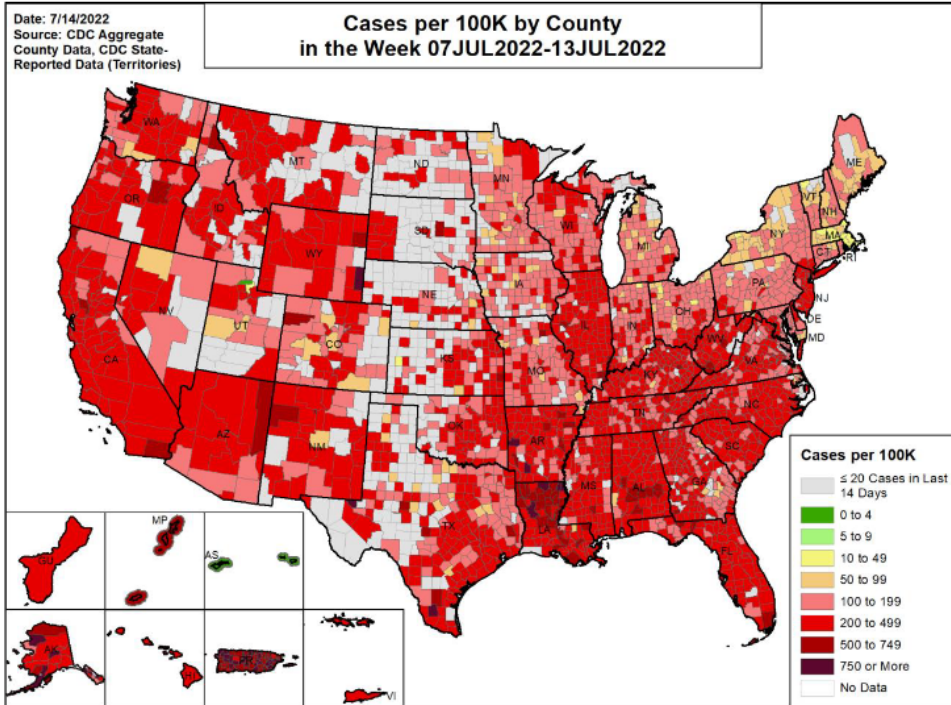 Date: 7/14/2022
Source: CDC Aggregate
County Data, CDC State-
Reported Data (Territories)
Cases per 100K by County
in the Week 07JUL2022-13JUL2022
WA
MT
ND
MN
ME
OR
ID
WY
SD
WI
MI
NY
VT
NH
MA
CT
RI
NV
UT
CO
NE
IA
IL
IN
OH
PA
NJ
DE
MD
CA
AZ
NM
KS
MO
KY
WV
VA
OK
AR
TN
NC
TX
LA
MS
AL
GA
SC
FL
GU
MP
AS
AK
HI
PR
VI
Cases per 100K
≤ 20 Cases in Last
14 Days
0 to 4
5 to 9
10 to 49
50 to 99
100 to 199
200 to 499
500 to 749
750 or More
No Data